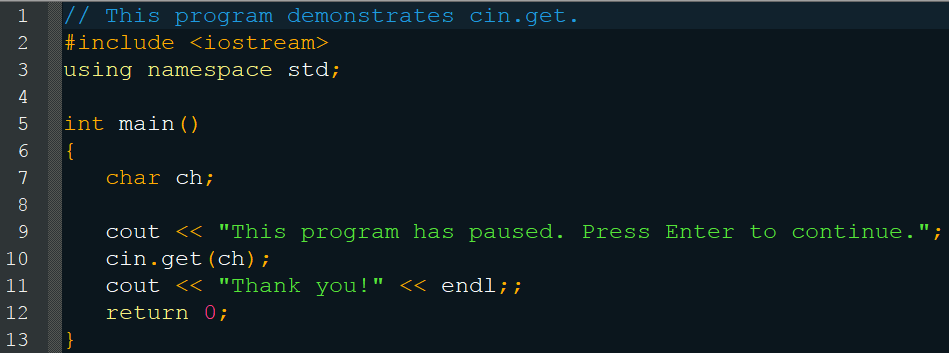 1 // This program demonstrates cin.get.
2 #include <iostream>
3 using namespace std;
4
5 int main()
6 {
7    char ch;
8
9    cout << "This program has paused. Press Enter to continue.";
10    cin.get(ch);
11    cout << "Thank you!" << endl;;
12    return 0;
13 }